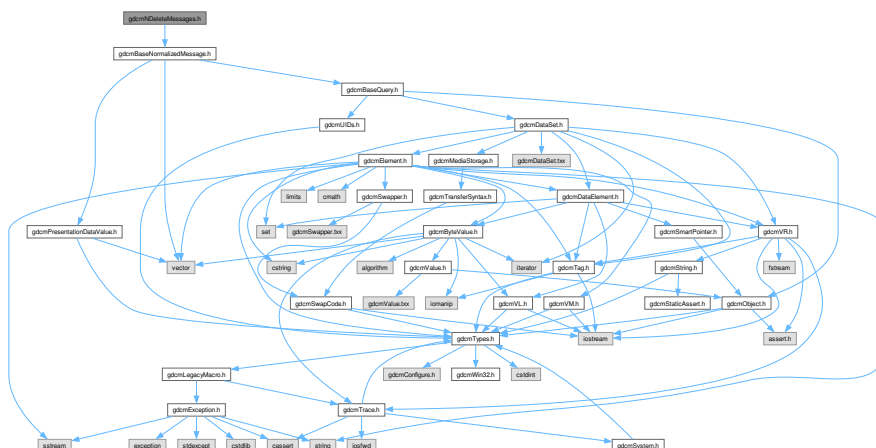 gdcmNDeleteMessages.h
gdcmBaseNormalizedMessage.h
gdcmBaseQuery.h
gdcmUIDs.h
gdcmDataSet.h
gdcmElement.h
gdcmMediaStorage.h
gdcmDataSet.txx
limits
cmath
gdcmSwapper.h
gdcmTransferSyntax.h
gdcmDataElement.h
gdcmPresentationDataValue.h
set
gdcmSwapper.txx
gdcmByteValue.h
gdcmSmartPointer.h
gdcmVR.h
vector
cstring
algorithm
gdcmValue.h
iterator
gdcmTag.h
gdcmString.h
fstream
gdcmSwapCode.h
gdcmValue.txx
iomanip
gdcmVL.h
gdcmVM.h
gdcmStaticAssert.h
gdcmObject.h
gdcmTypes.h
iostream
assert.h
gdcmLegacyMacro.h
gdcmConfigure.h
gdcmWin32.h
cstdint
gdcmException.h
gdcmTrace.h
sstream
exception
stdexcept
cstdlib
cassert
string
iosfwd
gdcmSystem.h